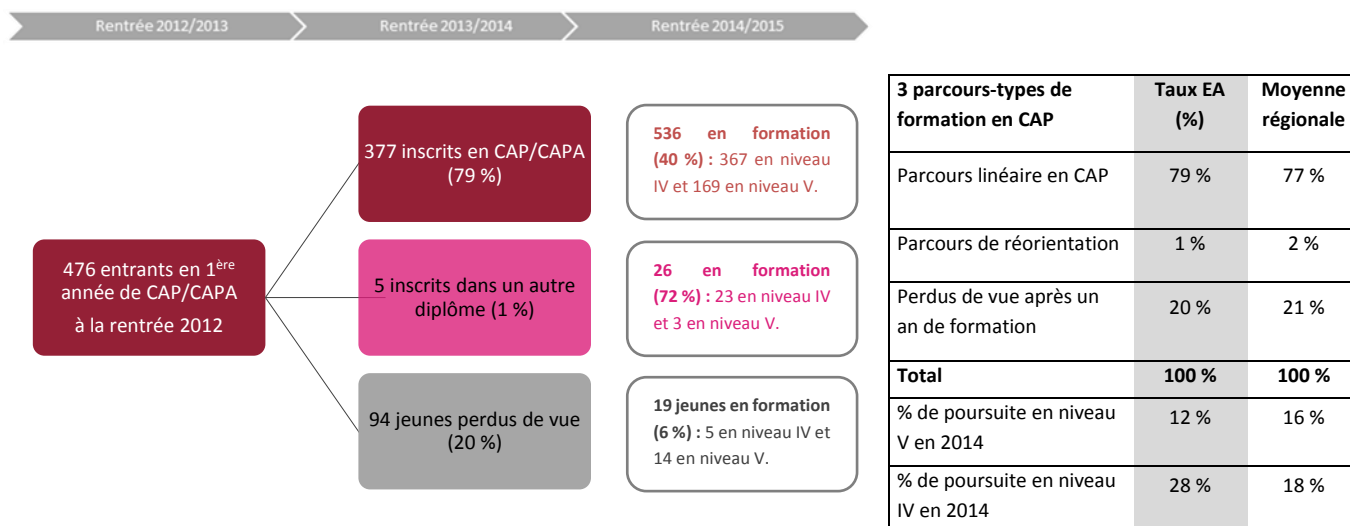 Rentrée 2012/2013
Rentrée 2013/2014
Rentrée 2014/2015
476 entrants en 1ère
année de CAP/CAPA
à la rentrée 2012
377 inscrits en CAP/CAPA
(79 %)
5 inscrits dans un autre
diplôme (1 %)
94 jeunes perdus de vue
(20 %)
536 en formation
(40 %) : 367 en niveau
IV et 169 en niveau V.
26 en formation
(72 %) : 23 en niveau IV
et 3 en niveau V.
19 jeunes en formation
(6 %) : 5 en niveau IV et
14 en niveau V.
3 parcours-types de
formation en CAP
Taux EA
(%)
Moyenne
régionale
Parcours linéaire en CAP
79 %
77 %
Parcours de réorientation
1 %
2 %
Perdus de vue après un
an de formation
20 %
21 %
Total
100 %
100 %
% de poursuite en niveau
V en 2014
12 %
16 %
% de poursuite en niveau
IV en 2014
28 %
18 %